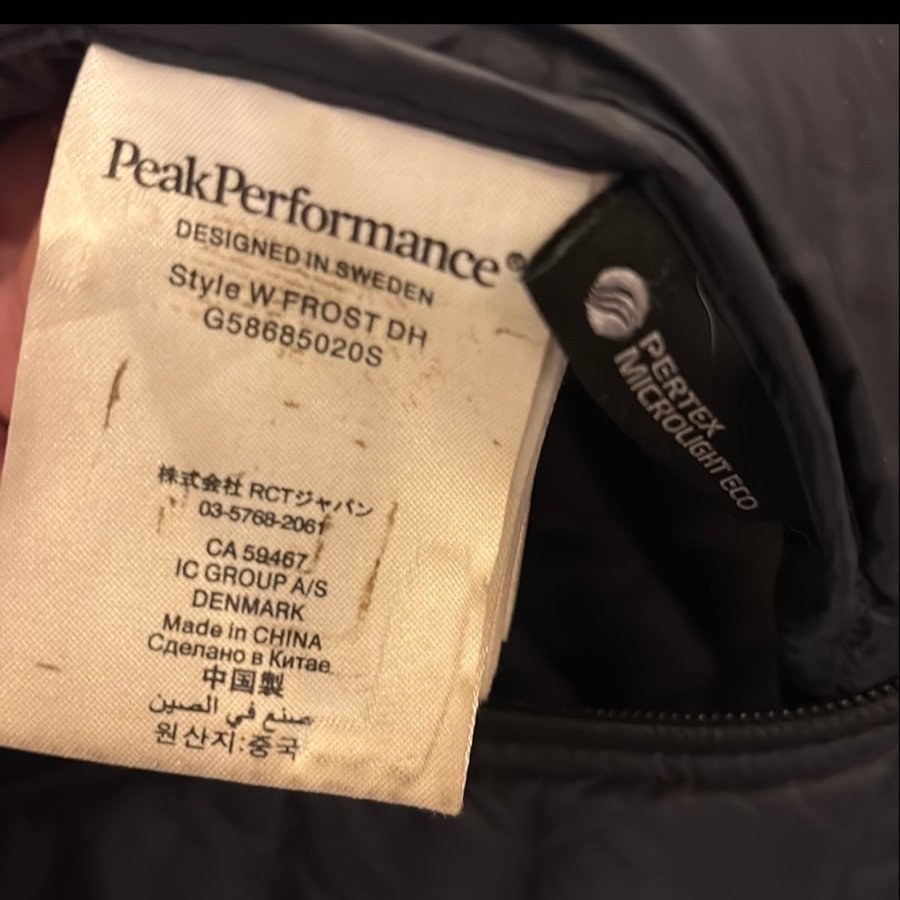 PeakPerformance®
DESIGNED IN SWEDEN
Style W FROST DH
G58685020S
株式会社 RCTジャパン
03-5768-2061
CA 59467
IC GROUP A/S
DENMARK
Made in CHINA
Сделано в Китае
中国製
صنع في الصين
원산지:중국
PERTEX
MICROLIGHT ECO